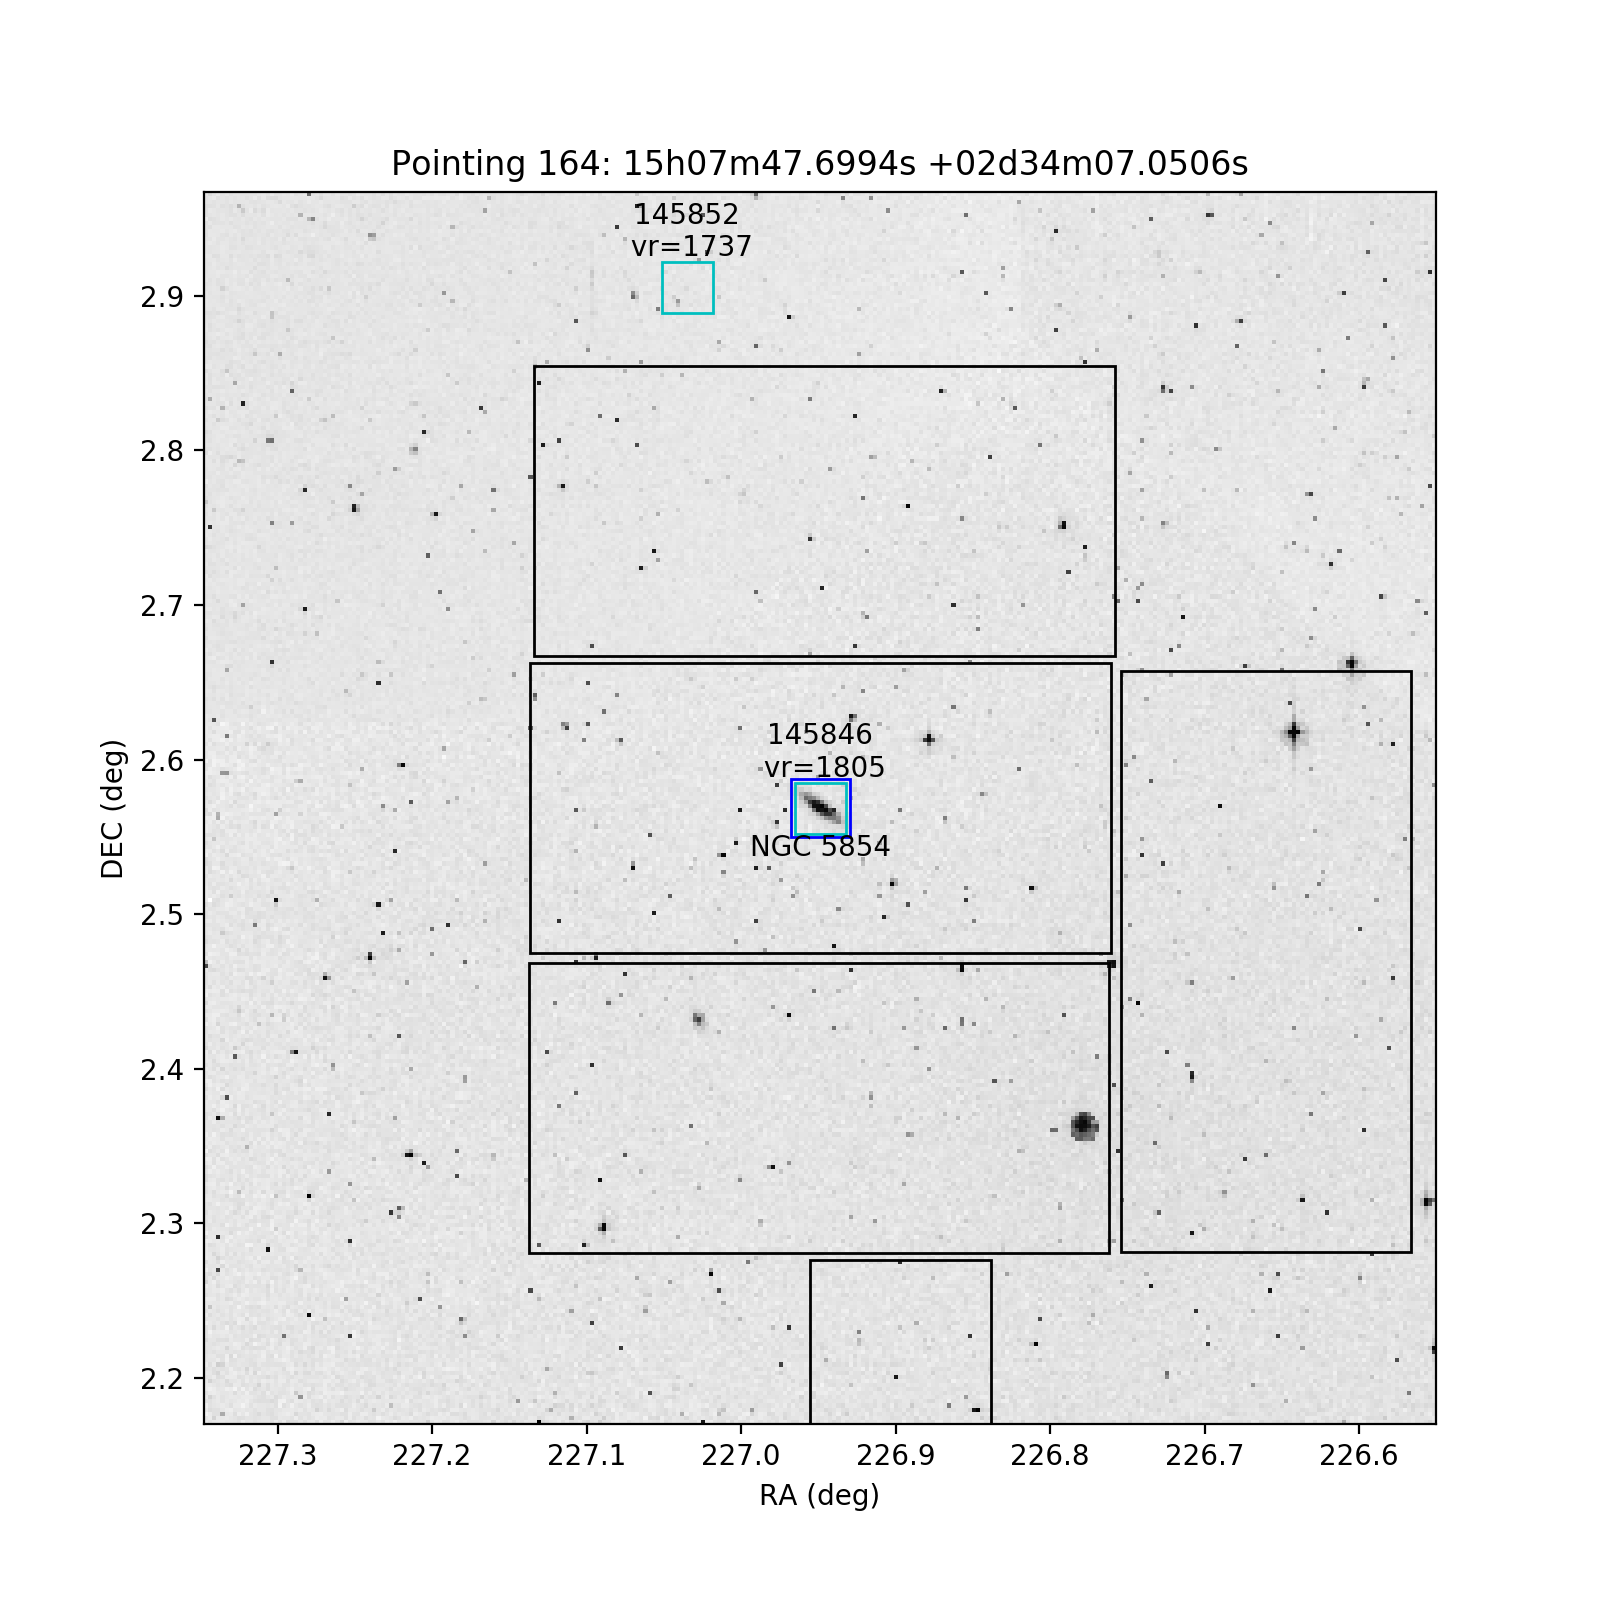 Pointing 164: 15h07m47.6994s +02d34m07.0506s
145852
vr=1737
145846
vr=1805
NGC 5854
DEC (deg)
2.9
2.8
2.7
2.6
2.5
2.4
2.3
2.2
227.3 227.2 227.1 227.0 226.9 226.8 226.7 226.6
RA (deg)